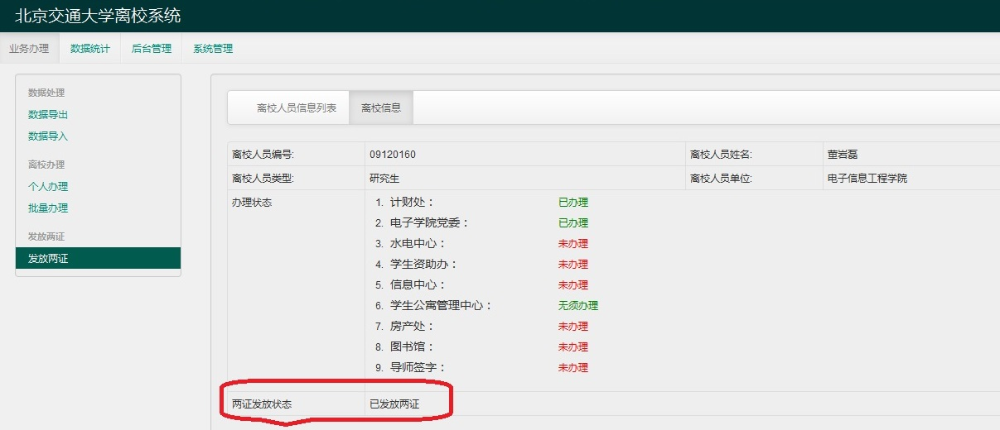 北京交通大学离校系统
业务办理 数据统计 后台管理 系统管理
数据处理
数据导出
数据导入
离校办理
个人办理
批量办理
发放两证
发放两证
离校人员信息列表 离校信息
离校人员编号: 09120160 离校人员姓名: 董岩磊
离校人员类型: 研究生 离校人员单位: 电子信息工程学院
办理状态
1. 计财处： 已办理
2. 电子学院党委： 已办理
3. 水电中心： 未办理
4. 学生资助办： 未办理
5. 信息中心： 未办理
6. 学生公寓管理中心： 无须办理
7. 房产处： 未办理
8. 图书馆： 未办理
9. 导师签字： 未办理
两证发放状态 已发放两证